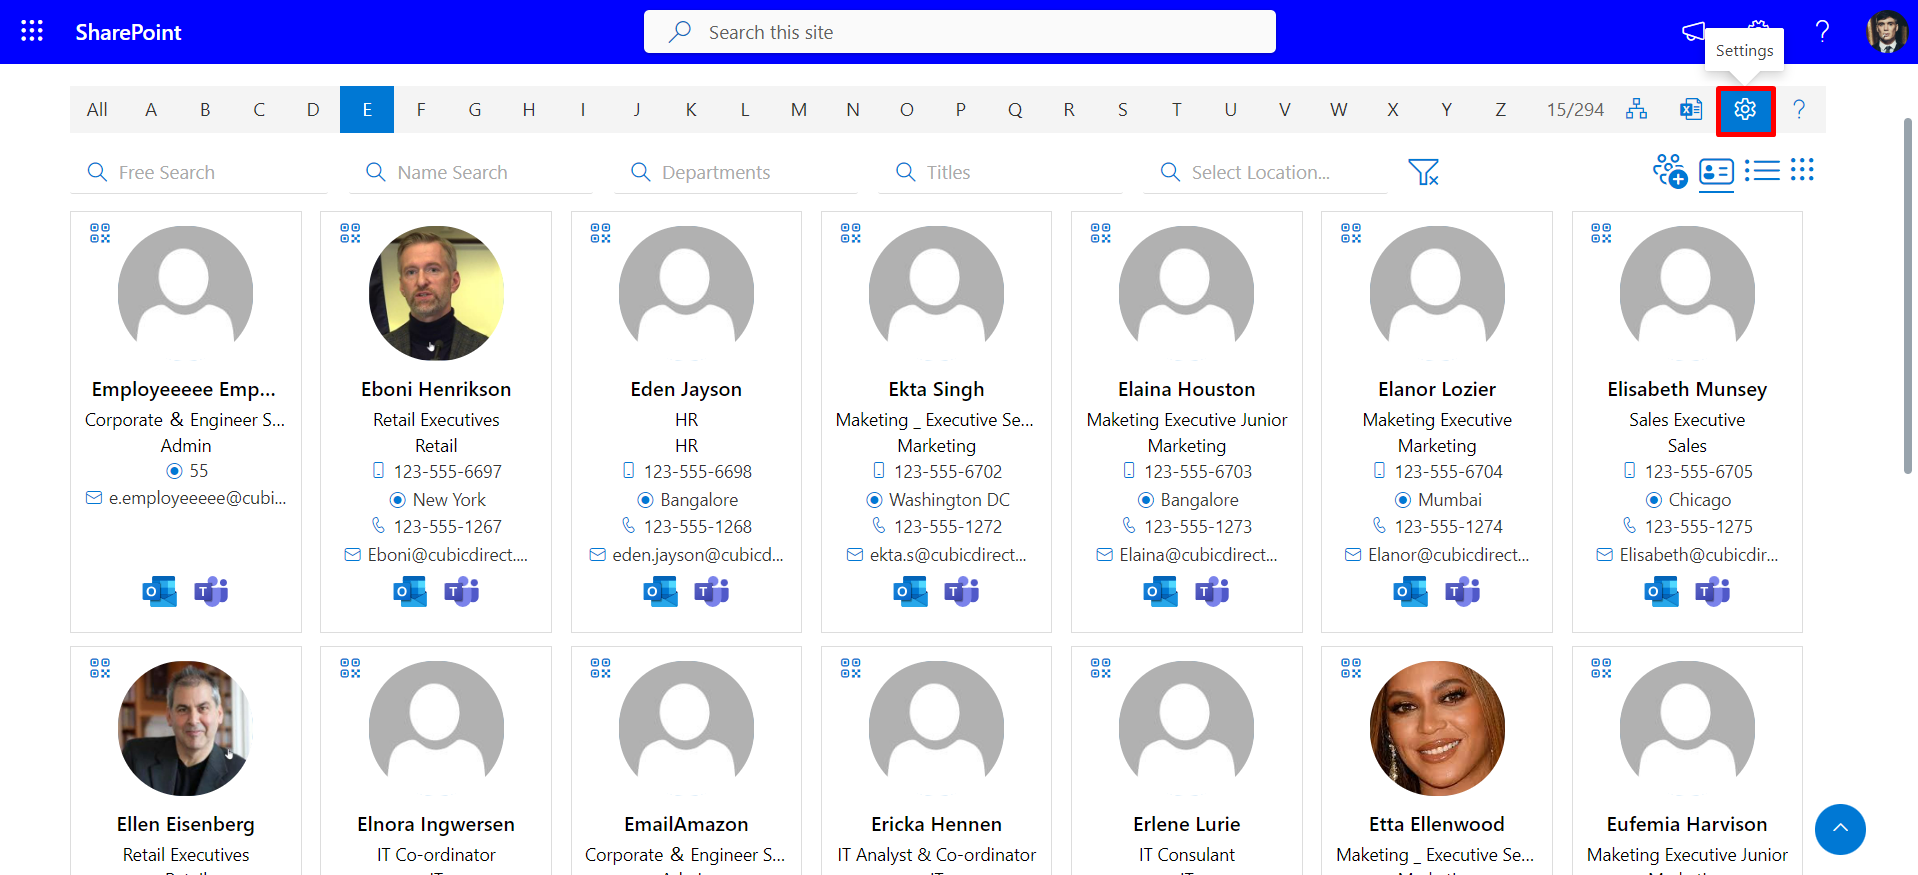 SharePoint
Search this site
?
Settings
All A B C D E F G H I J K L M N O P Q R S T U V W X Y Z 15/294 ?
Free Search Name Search Departments Titles Select Location...
Employeeeee Emp...
Corporate & Engineer S...
Admin
55
e.employeeeee@cubi...
Eboni Henrikson
Retail Executives
Retail
123-555-6697
New York
123-555-1267
Eboni@cubicdirect....
Eden Jayson
HR
HR
123-555-6698
Bangalore
123-555-1268
eden.jayson@cubicd...
Ekta Singh
Maketing _ Executive Se...
Marketing
123-555-6702
Washington DC
123-555-1272
ekta.s@cubicdirect...
Elaina Houston
Maketing Executive Junior
Marketing
123-555-6703
Bangalore
123-555-1273
Elaina@cubicdirect...
Elanor Lozier
Maketing Executive
Marketing
123-555-6704
Mumbai
123-555-1274
Elanor@cubicdirect...
Elisabeth Munsey
Sales Executive
Sales
123-555-6705
Chicago
123-555-1275
Elisabeth@cubicdir...
Ellen Eisenberg
Retail Executives
Elnora Ingwersen
IT Co-ordinator
EmailAmazon
Corporate & Engineer S...
Ericka Hennen
IT Analyst & Co-ordinator
Erlene Lurie
IT Consulant
Etta Ellenwood
Maketing _ Executive Se...
Eufemia Harvison
Maketing Executive Junior